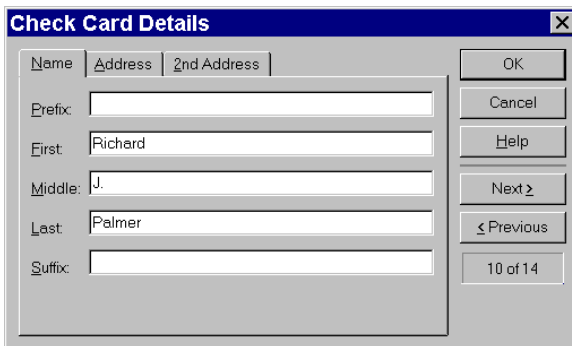 Check Card Details
Name Address 2nd Address
Prefix:
First: Richard
Middle: J.
Last: Palmer
Suffix:
OK
Cancel
Help
Next >
< Previous
10 of 14